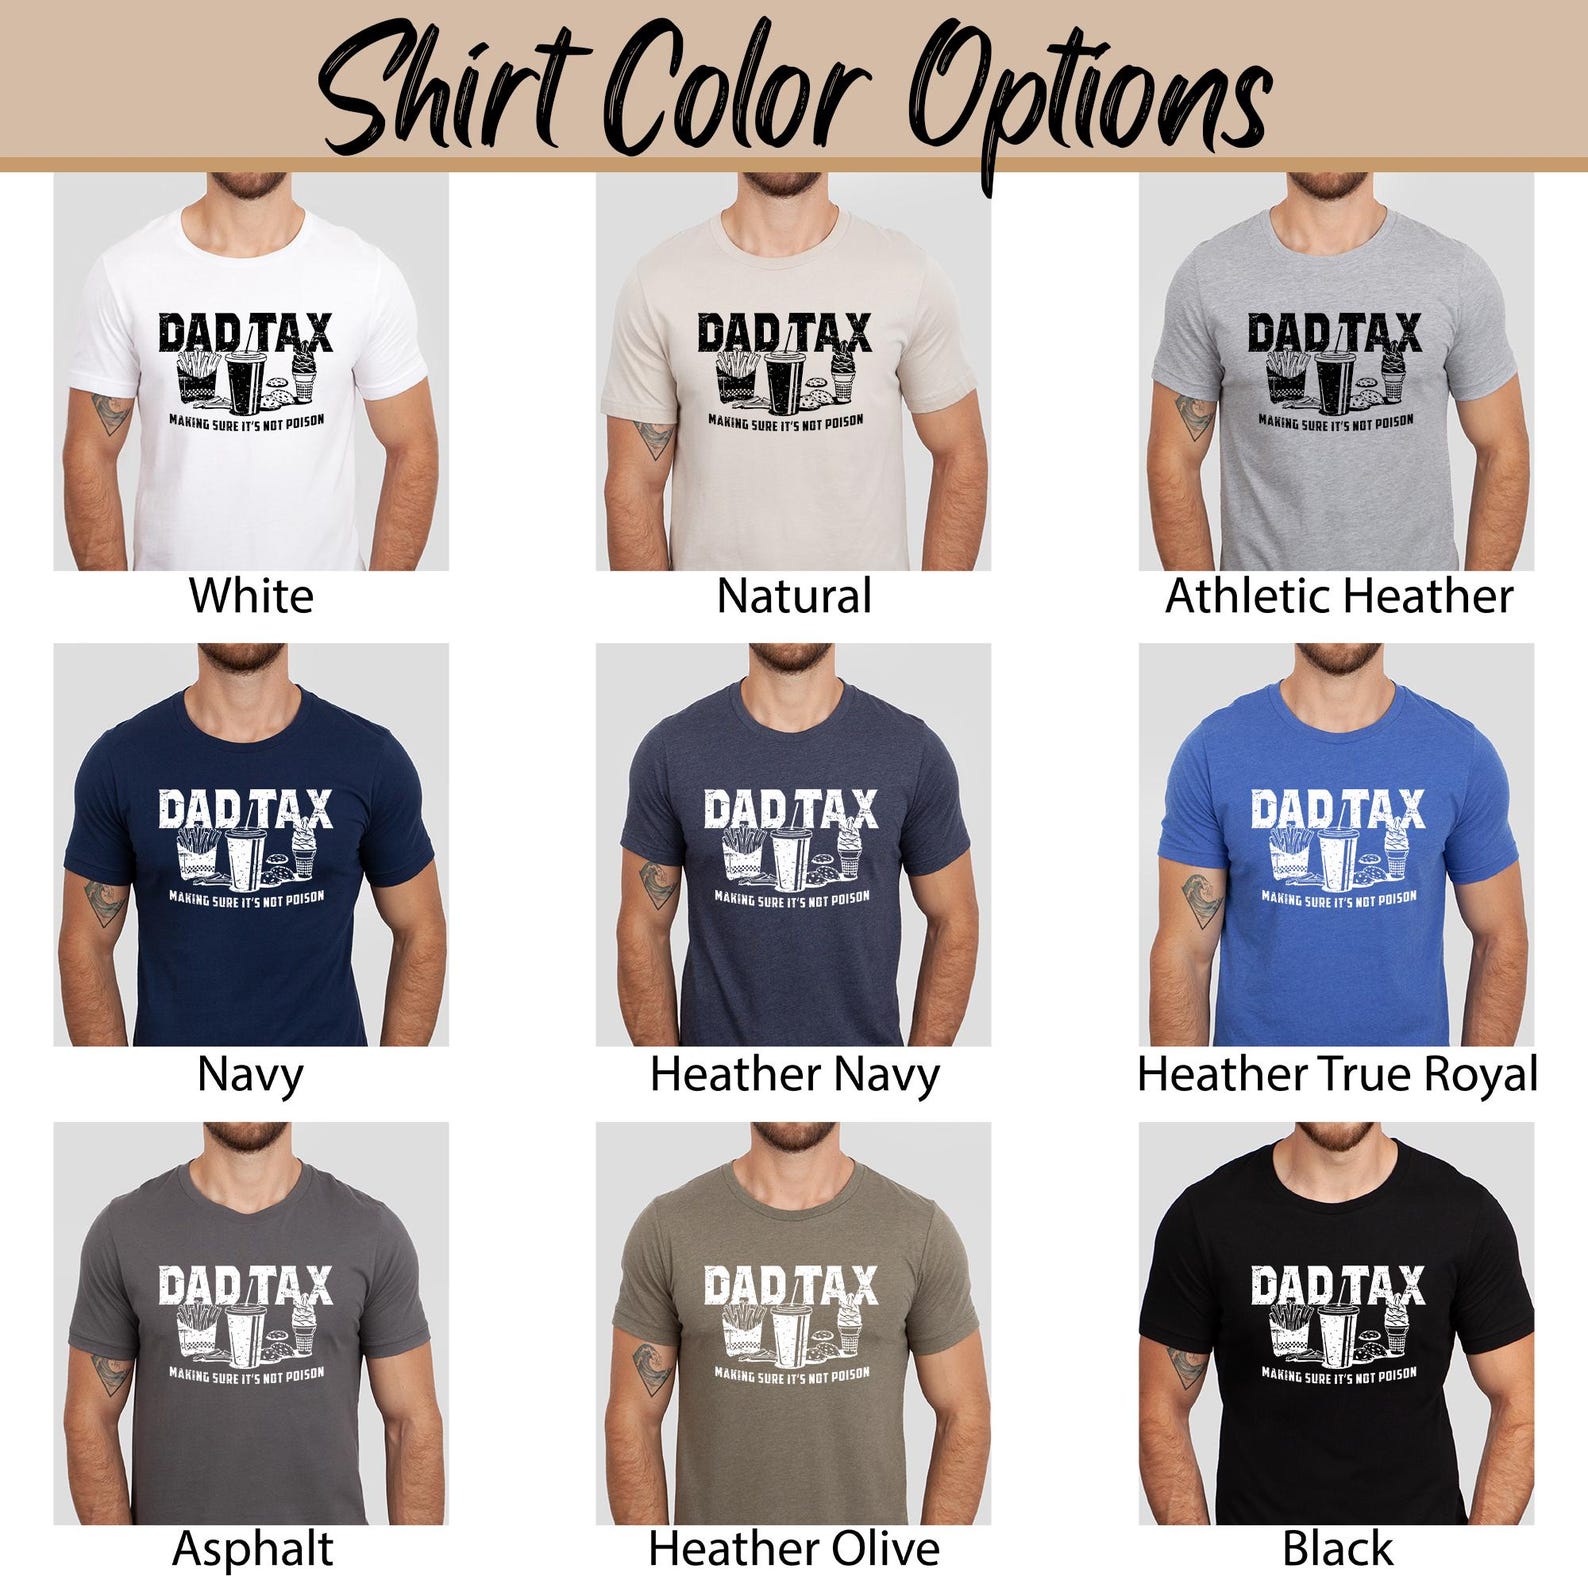 Shirt Color Options
DAD TAX
MAKING SURE IT'S NOT POISON
White
DAD TAX
MAKING SURE IT'S NOT POISON
Natural
DAD TAX
MAKING SURE IT'S NOT POISON
Athletic Heather
DAD TAX
MAKING SURE IT'S NOT POISON
Navy
DAD TAX
MAKING SURE IT'S NOT POISON
Heather Navy
DAD TAX
MAKING SURE IT'S NOT POISON
Heather True Royal
DAD TAX
MAKING SURE IT'S NOT POISON
Asphalt
DAD TAX
MAKING SURE IT'S NOT POISON
Heather Olive
DAD TAX
MAKING SURE IT'S NOT POISON
Black